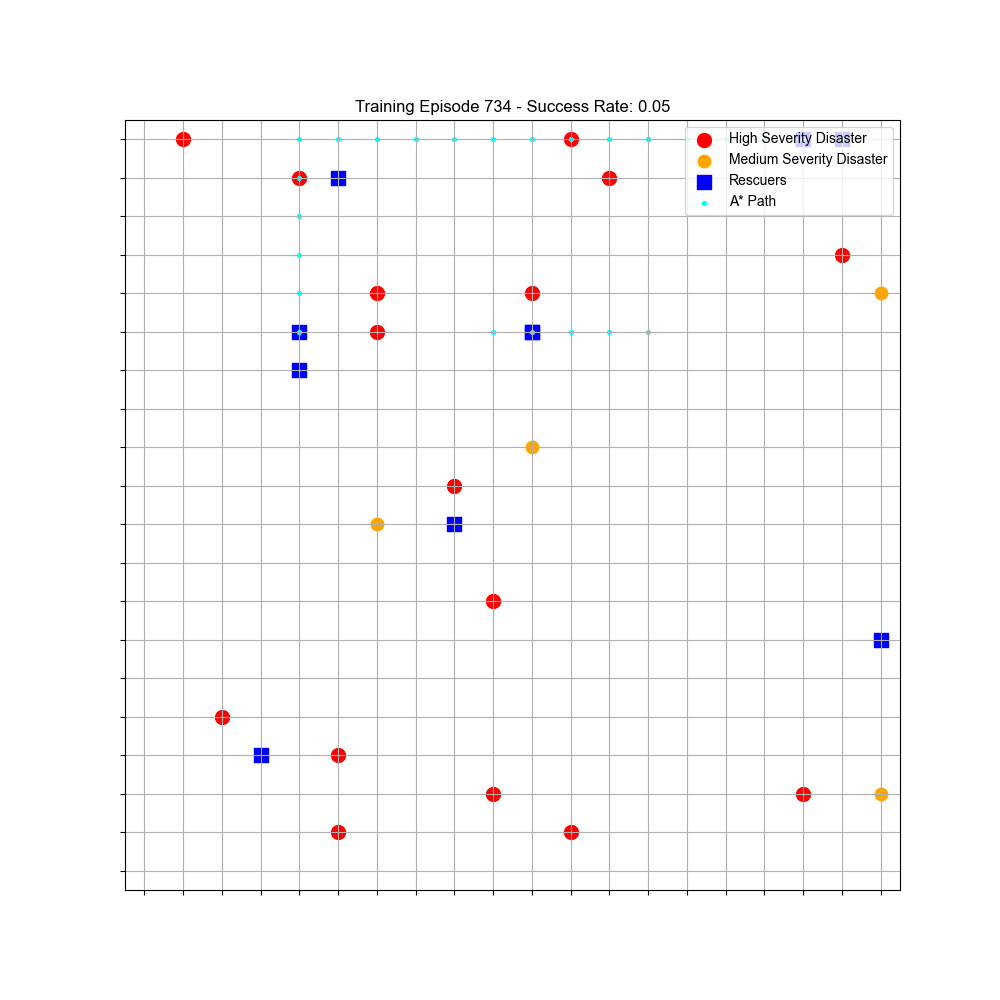 Training Episode 734 - Success Rate: 0.05
High Severity Disaster
Medium Severity Disaster
Rescuers
A* Path